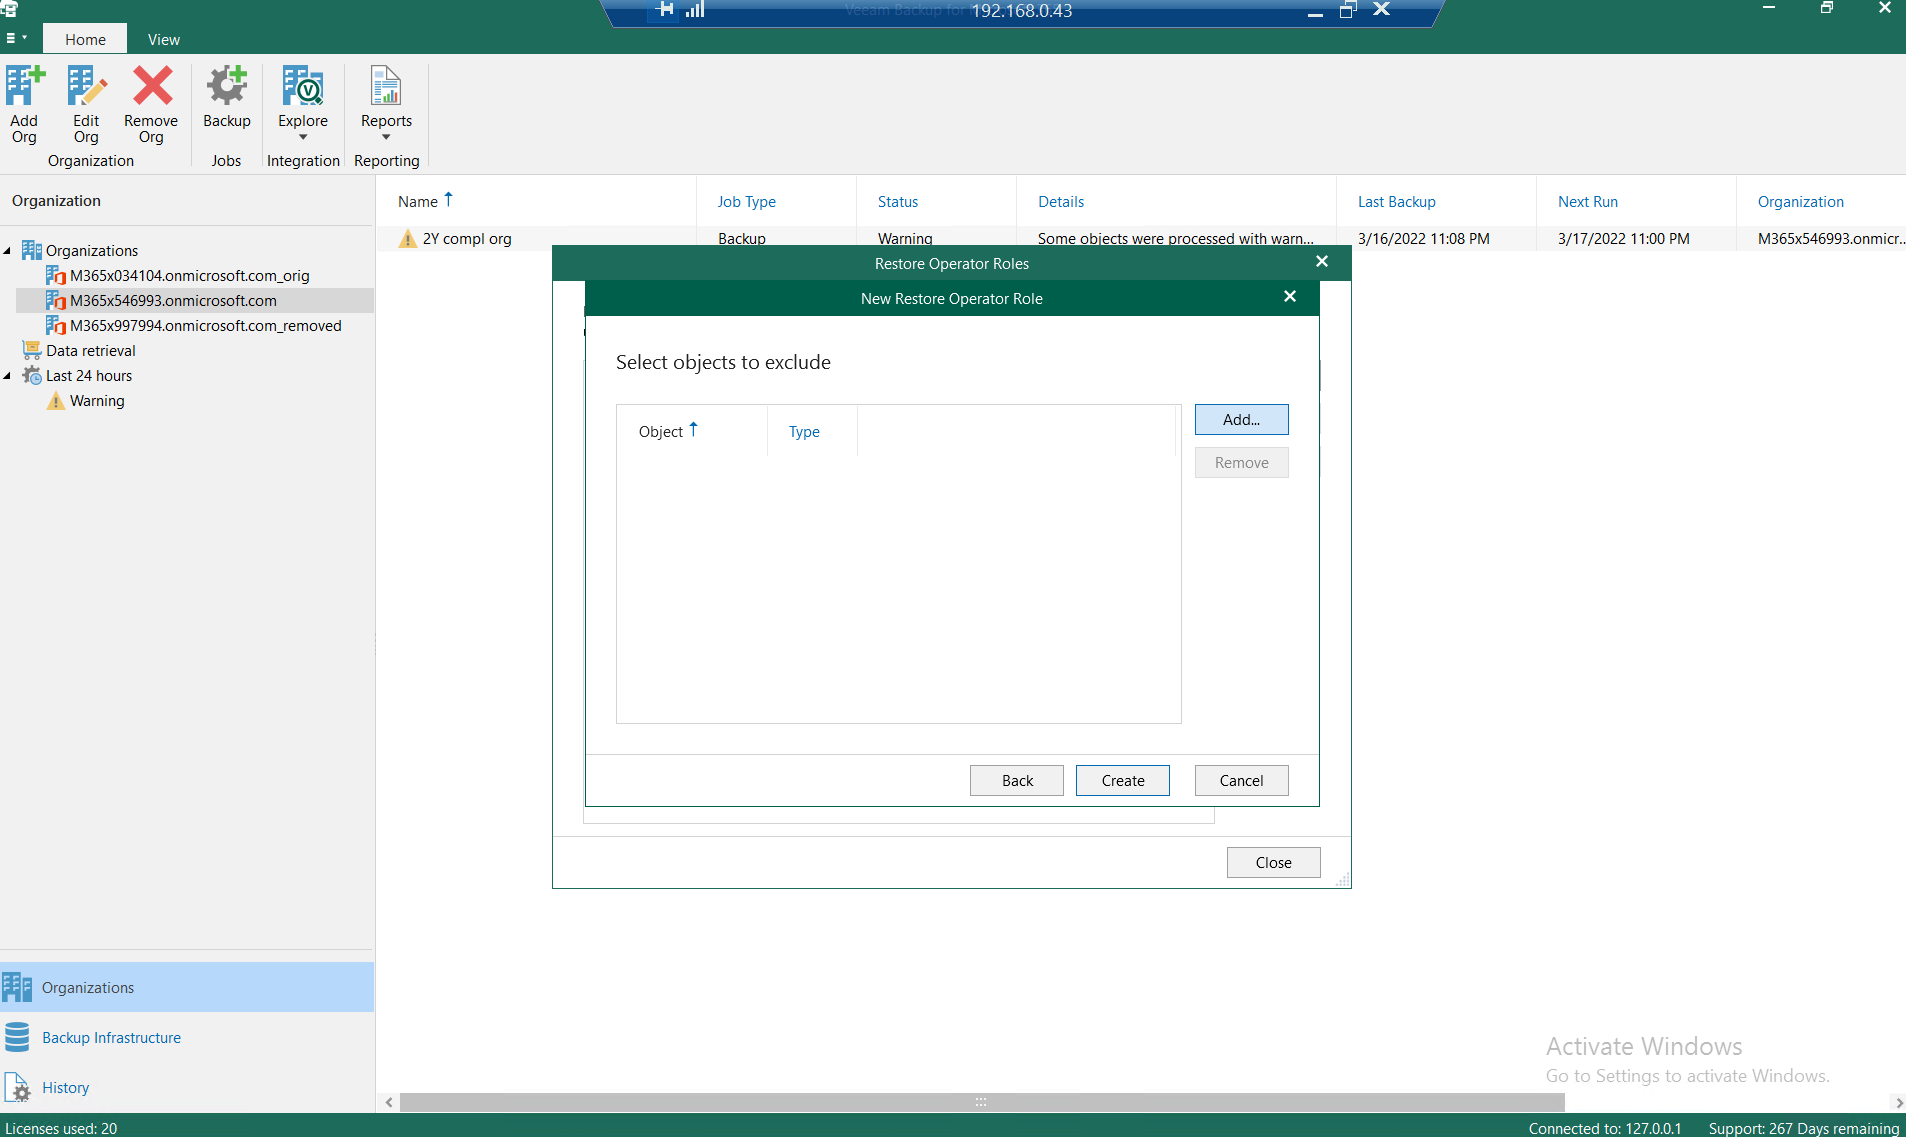 Veeam Backup for
192.168.0.43
Home
View
Add
Org
Edit
Org
Remove
Org
Backup
Explore
Reports
Organization
Jobs
Integration
Reporting
Organization
Organizations
M365x034104.onmicrosoft.com_orig
M365x546993.onmicrosoft.com
M365x997994.onmicrosoft.com_removed
Data retrieval
Last 24 hours
Warning
Name
Job Type
Status
Details
Last Backup
Next Run
Organization
2Y compl org
Backup
Warning
Some objects were processed with warn...
3/16/2022 11:08 PM
3/17/2022 11:00 PM
M365x546993.onmicr...
Restore Operator Roles
New Restore Operator Role
Select objects to exclude
Object
Type
Add...
Remove
Back
Create
Cancel
Close
Organizations
Backup Infrastructure
History
Activate Windows
Go to Settings to activate Windows.
Licenses used: 20
Connected to: 127.0.0.1
Support: 267 Days remaining